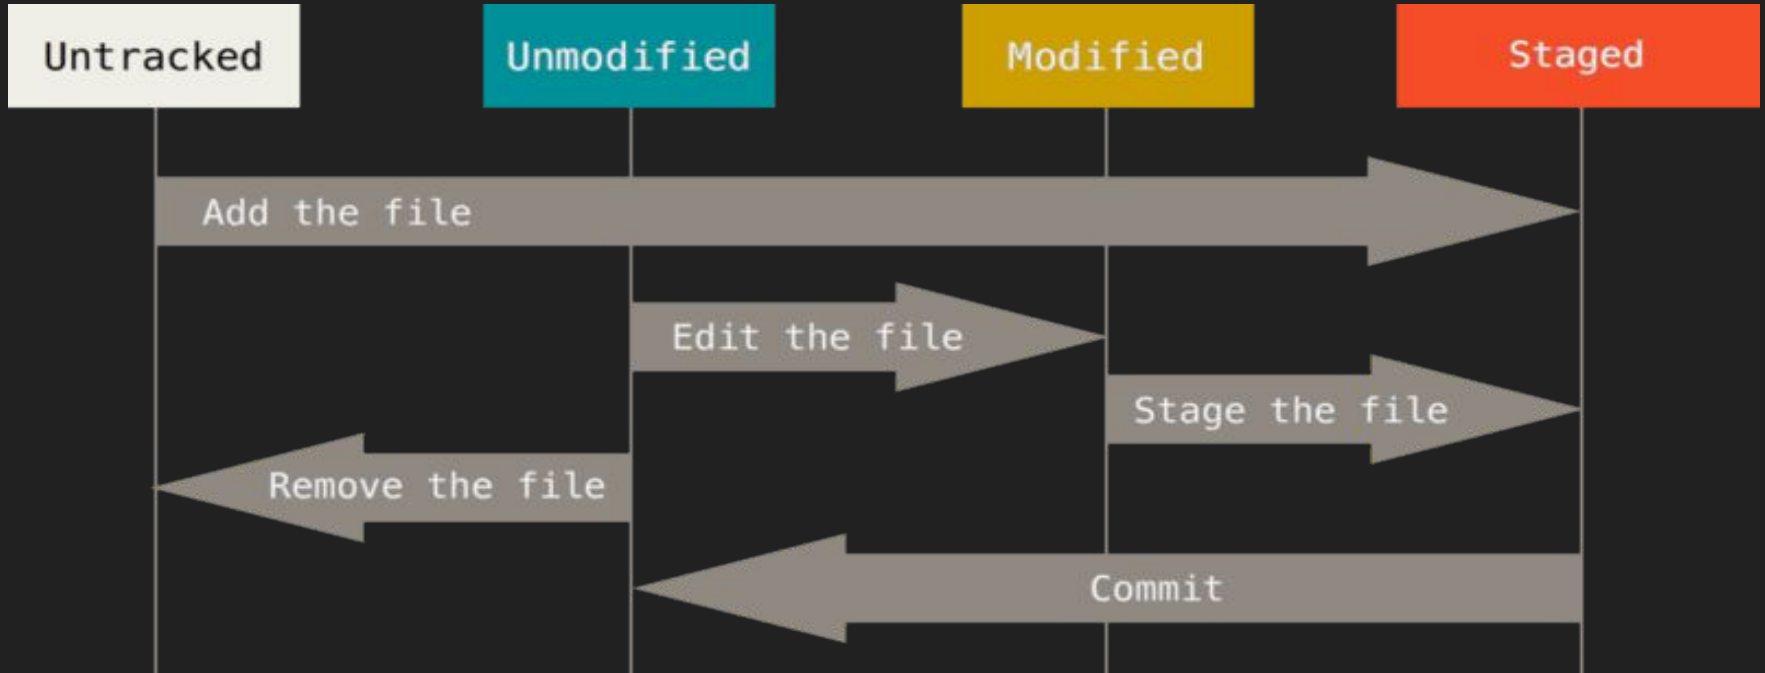 Untracked
Unmodified
Modified
Staged
Add the file
Edit the file
Stage the file
Remove the file
Commit